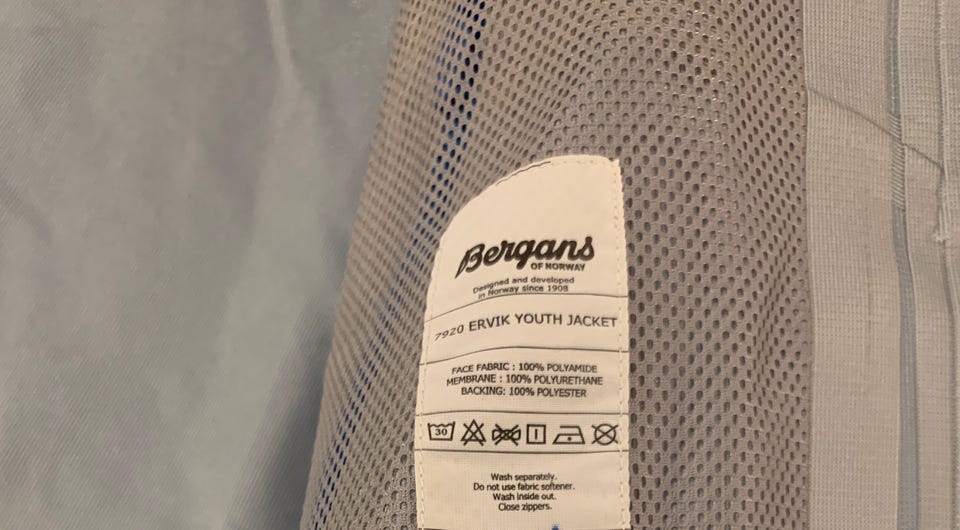 Bergans
OF NORWAY
Designed and developed
in Norway since 1908
7920 ERVIK YOUTH JACKET
FACE FABRIC : 100% POLYAMIDE
MEMBRANE : 100% POLYURETHANE
BACKING: 100% POLYESTER
30
Wash separately.
Do not use fabric softener.
Wash inside out.
Close zippers.